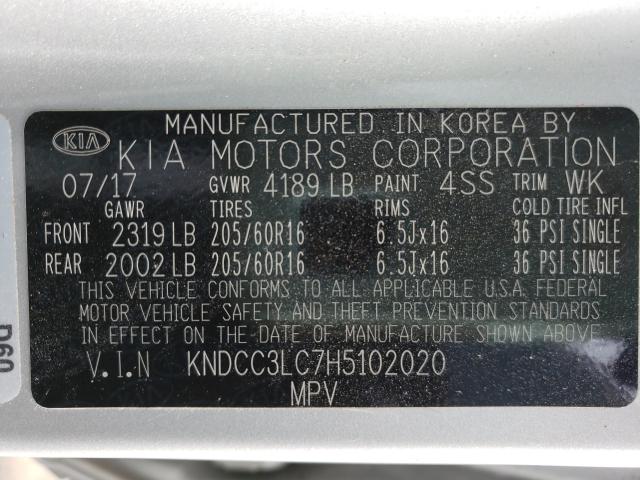 MANUFACTURED IN KOREA BY
KIA KIA MOTORS CORPORATION
07/17 GVWR 4189 LB PAINT 4SS TRIM WK
GAWR TIRES RIMS COLD TIRE INFL
FRONT 2319 LB 205/60R16 6.5Jx16 36 PSI SINGLE
REAR 2002 LB 205/60R16 6.5Jx16 36 PSI SINGLE
THIS VEHICLE CONFORMS TO ALL APPLICABLE U.S.A. FEDERAL
MOTOR VEHICLE SAFETY AND THEFT PREVENTION STANDARDS
IN EFFECT ON THE DATE OF MANUFACTURE SHOWN ABOVE.
V.I.N KNDCC3LC7H5102020
MPV
D60